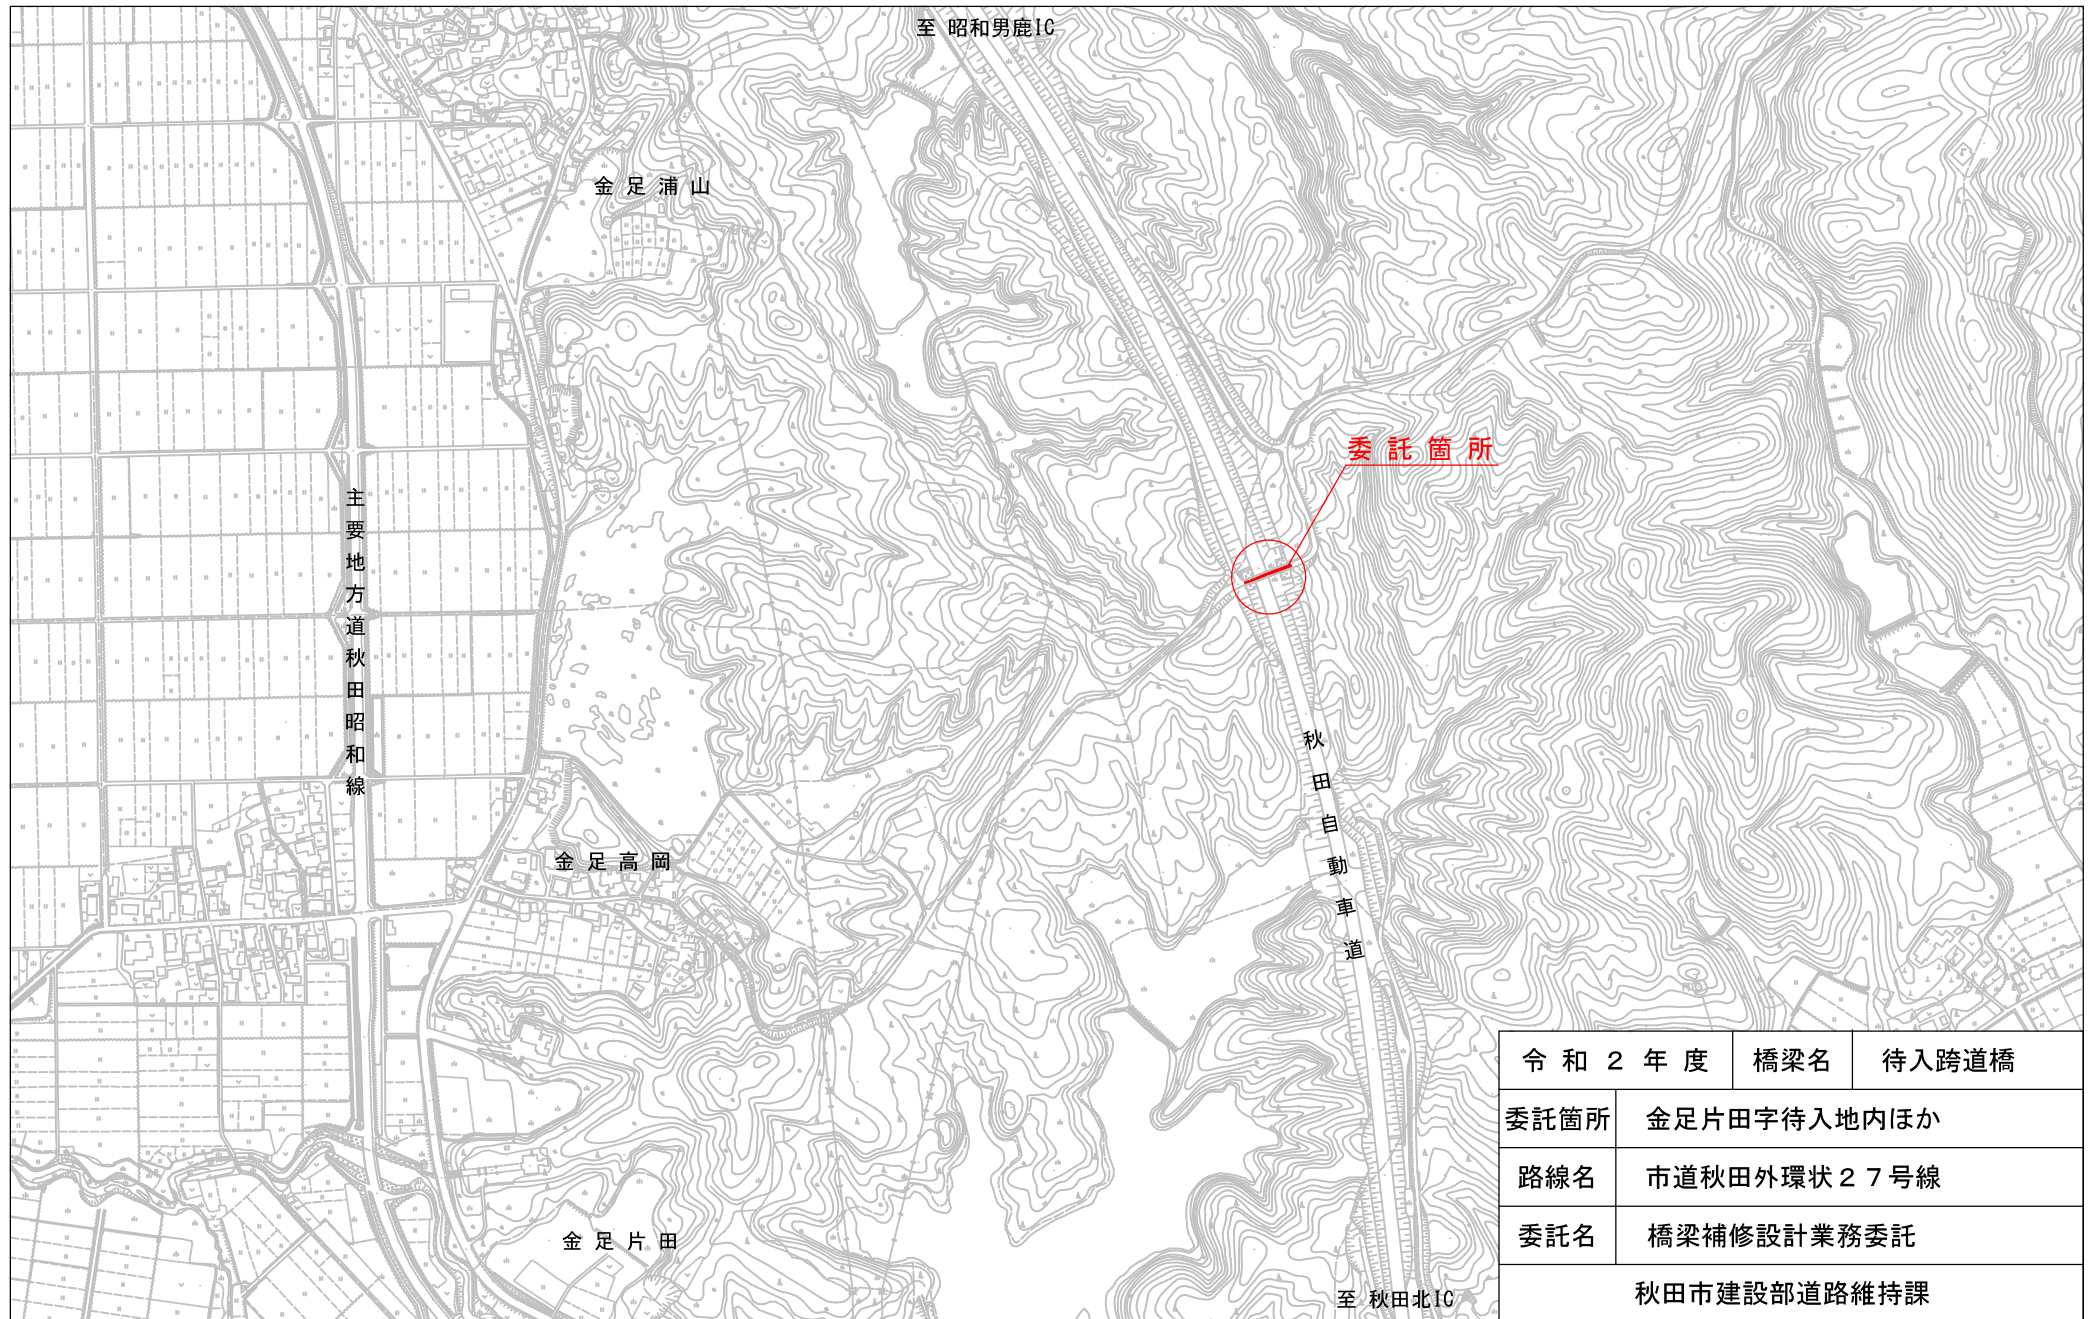 至 昭和男鹿IC
金足浦山
委託箇所
主要地方道秋田昭和線
秋田自動車道
金足高岡
金足片田
至 秋田北IC
令和２年度 橋梁名 待入跨道橋
委託箇所 金足片田字待入地内ほか
路線名 市道秋田外環状２７号線
委託名 橋梁補修設計業務委託
秋田市建設部道路維持課